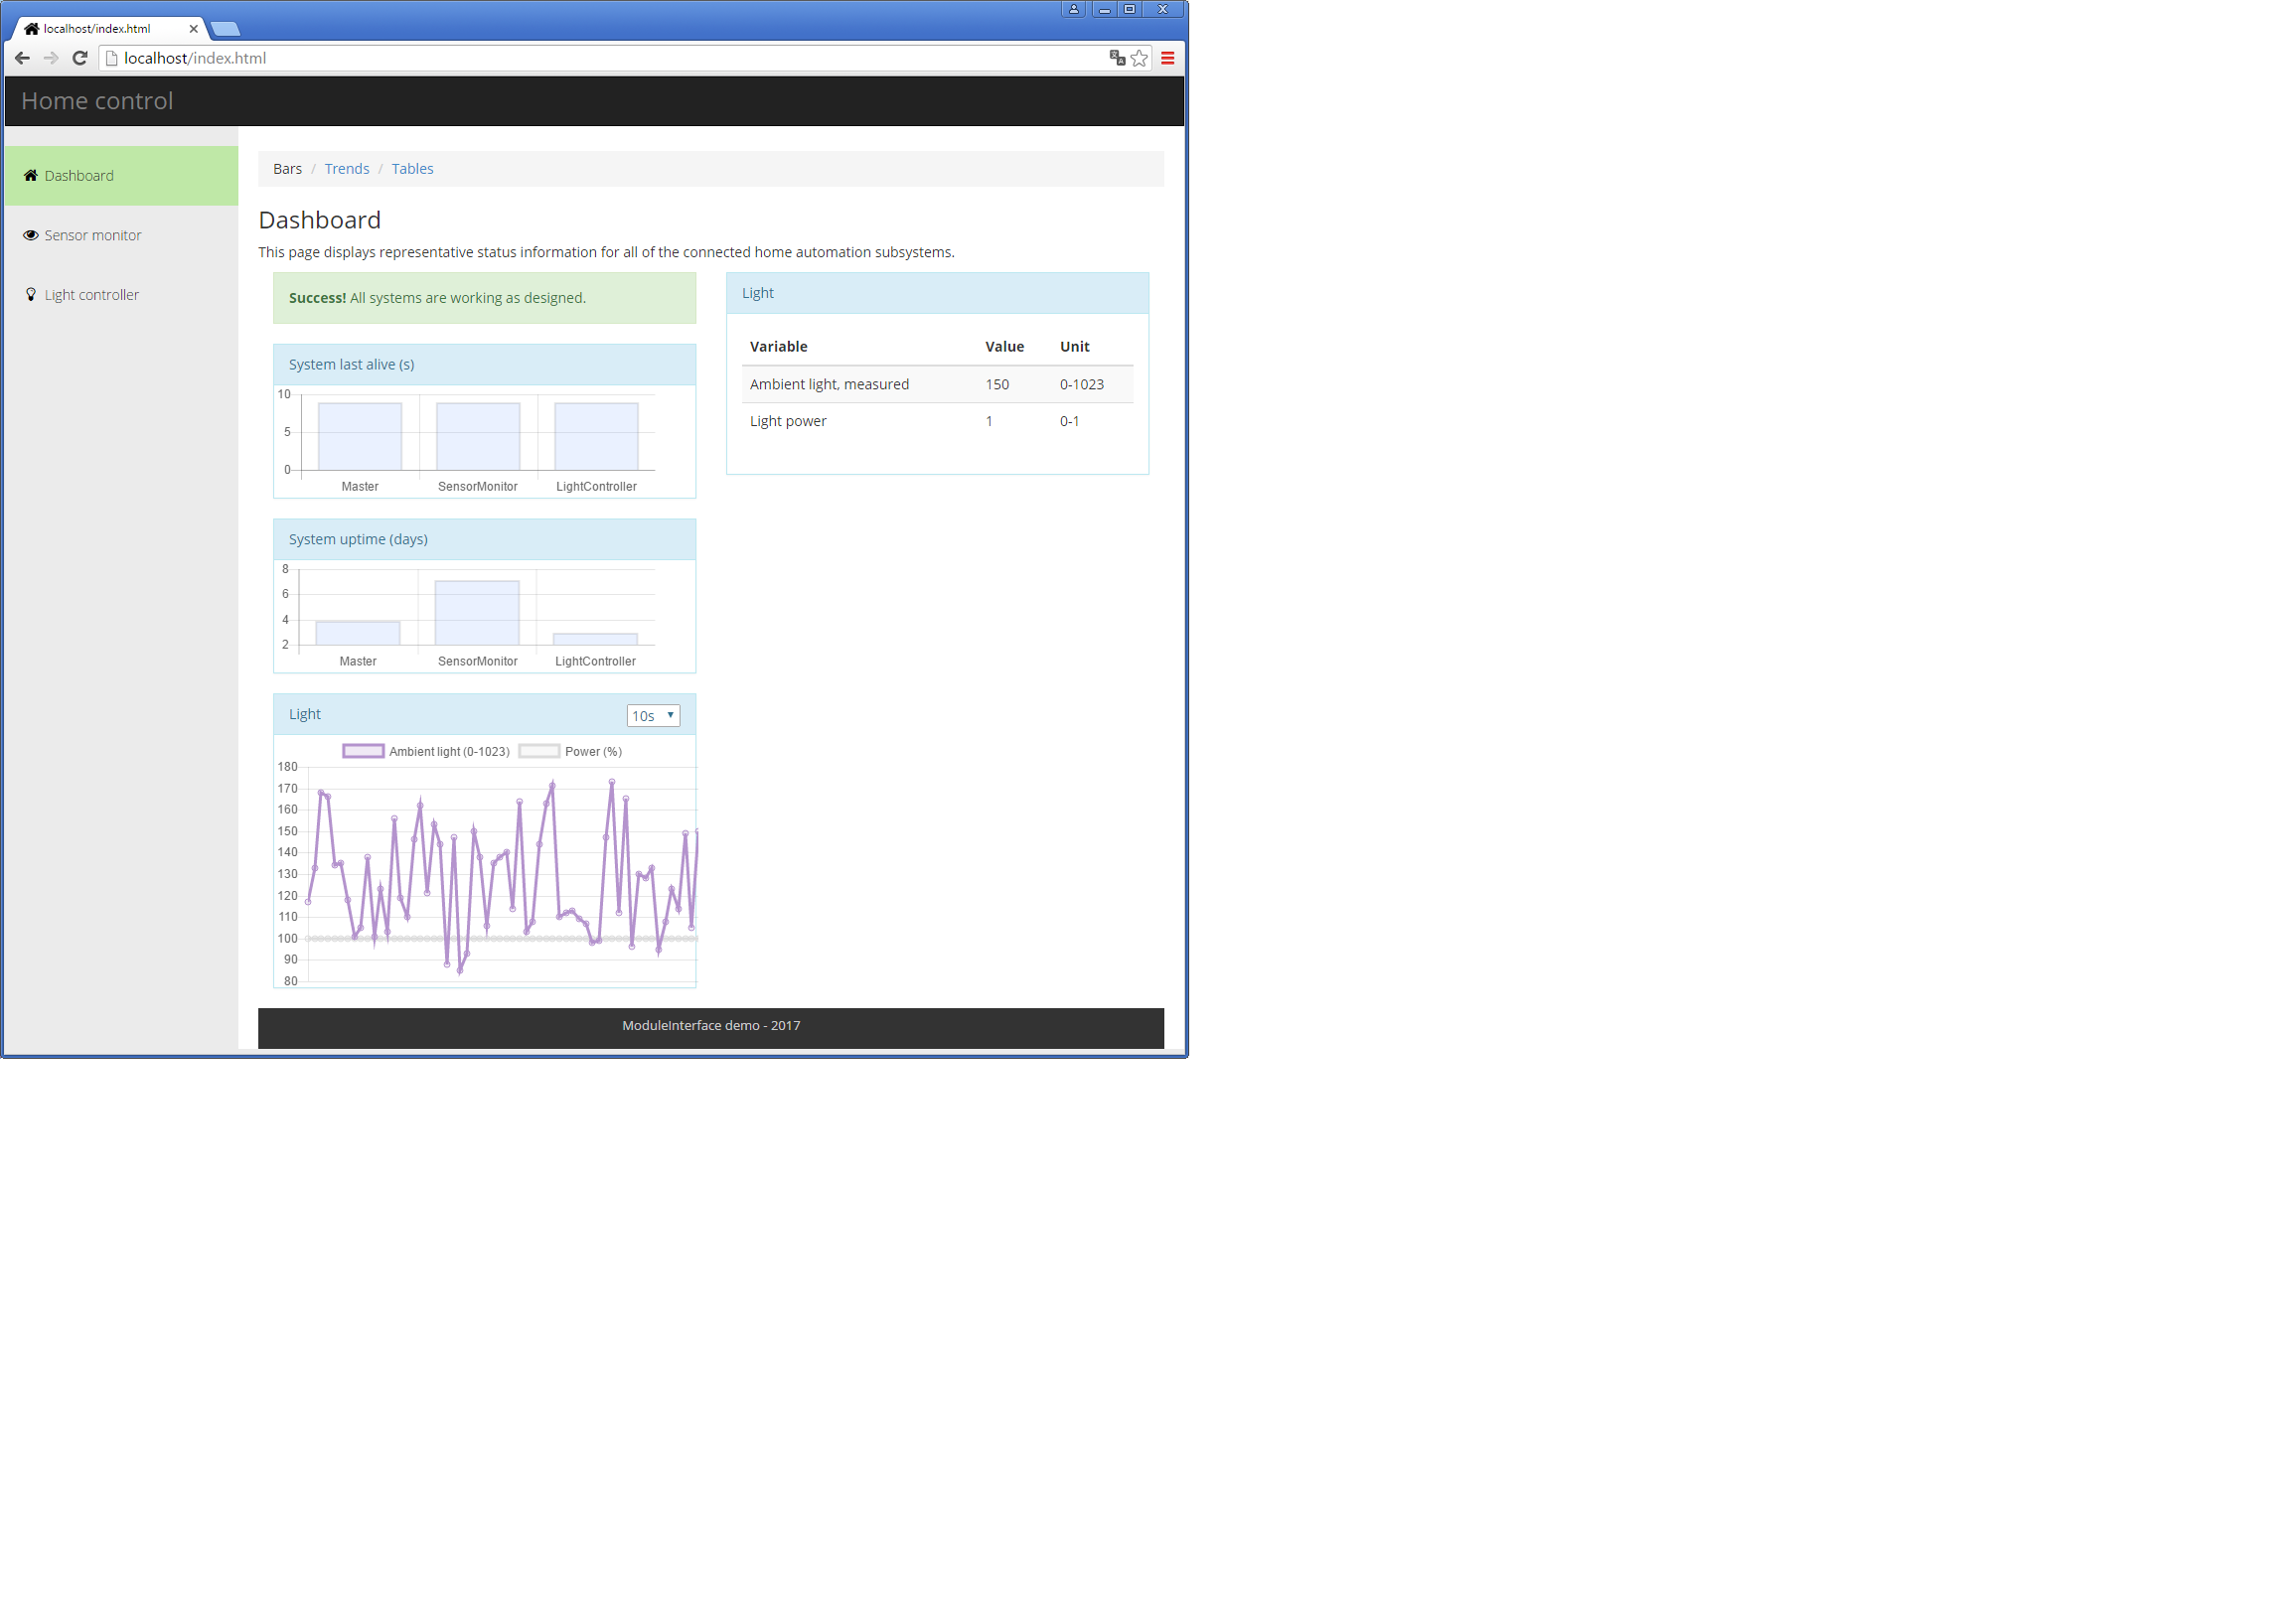 localhost/index.html
localhost/index.html
Home control
Dashboard
Sensor monitor
Light controller
Bars / Trends / Tables
Dashboard
This page displays representative status information for all of the connected home automation subsystems.
Success! All systems are working as designed.
System last alive (s)
10
5
0
Master SensorMonitor LightController
System uptime (days)
8
6
4
2
Master SensorMonitor LightController
Light 10s
Ambient light (0-1023) Power (%)
180
170
160
150
140
130
120
110
100
90
80
Light
Variable Value Unit
Ambient light, measured 150 0-1023
Light power 1 0-1
ModuleInterface demo - 2017